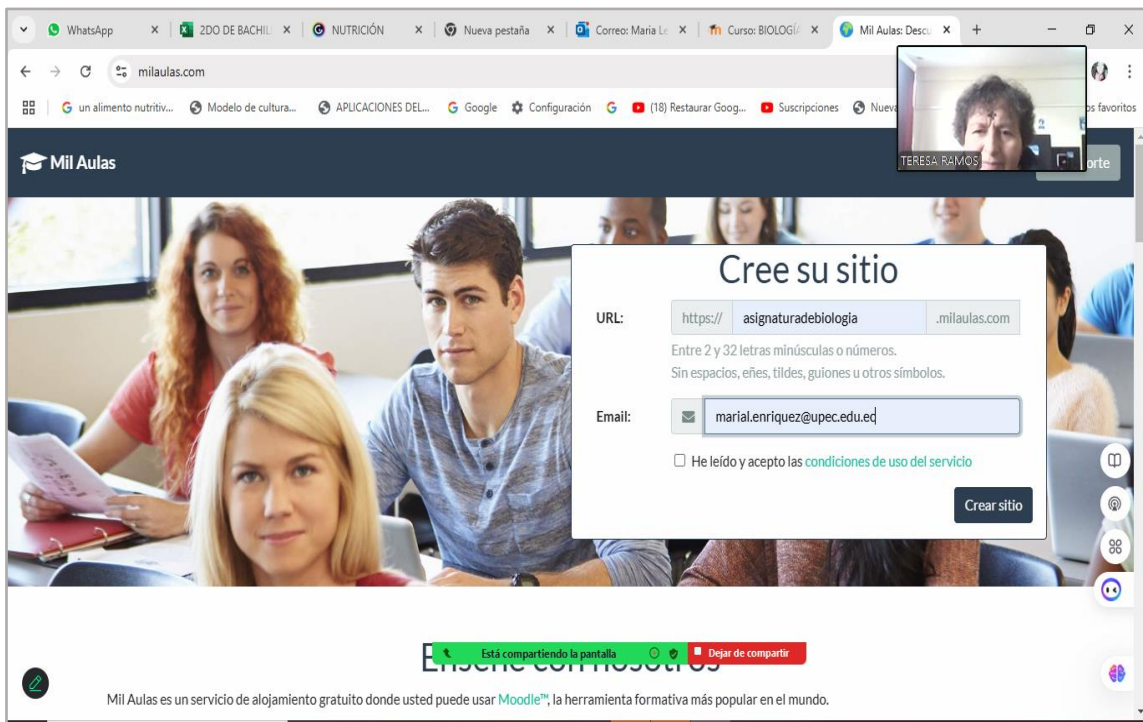 WhatsApp
2DO DE BACHIL
NUTRICIÓN
Nueva pestaña
Correo: Maria Le
Curso: BIOLOGÍA
Mil Aulas: Descu
milaulas.com
un alimento nutritiv...
Modelo de cultura...
APLICACIONES DEL...
Google
Configuración
(18) Restaurar Goog...
Suscripciones
os favoritos
Mil Aulas
TERESA RAMOS
Cree su sitio
URL: https:// asignaturadebiologia .milaulas.com
Entre 2 y 32 letras minúsculas o números.
Sin espacios, eñes, tildes, guiones u otros símbolos.
Email: marial.enriquez@upec.edu.ec
He leído y acepto las condiciones de uso del servicio
Crear sitio
Está compartiendo la pantalla
Dejar de compartir
Mil Aulas es un servicio de alojamiento gratuito donde usted puede usar Moodle™, la herramienta formativa más popular en el mundo.